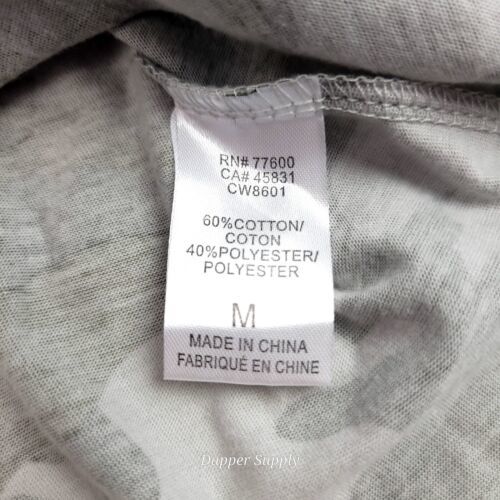 RN# 77600
CA# 45831
CW8601
60%COTTON/
COTON
40%POLYESTER/
POLYESTER
M
MADE IN CHINA
FABRIQUÉ EN CHINE
Dapper Supply